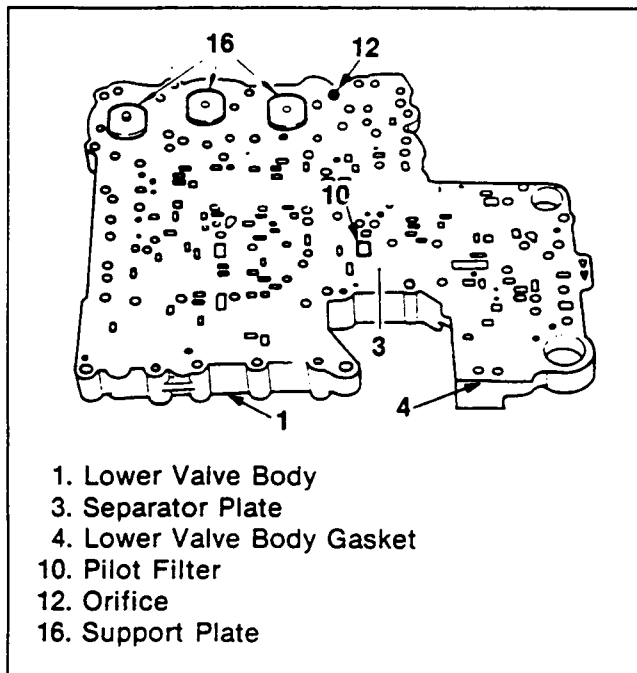 16
12
10
3
4
1
1. Lower Valve Body
3. Separator Plate
4. Lower Valve Body Gasket
10. Pilot Filter
12. Orifice
16. Support Plate